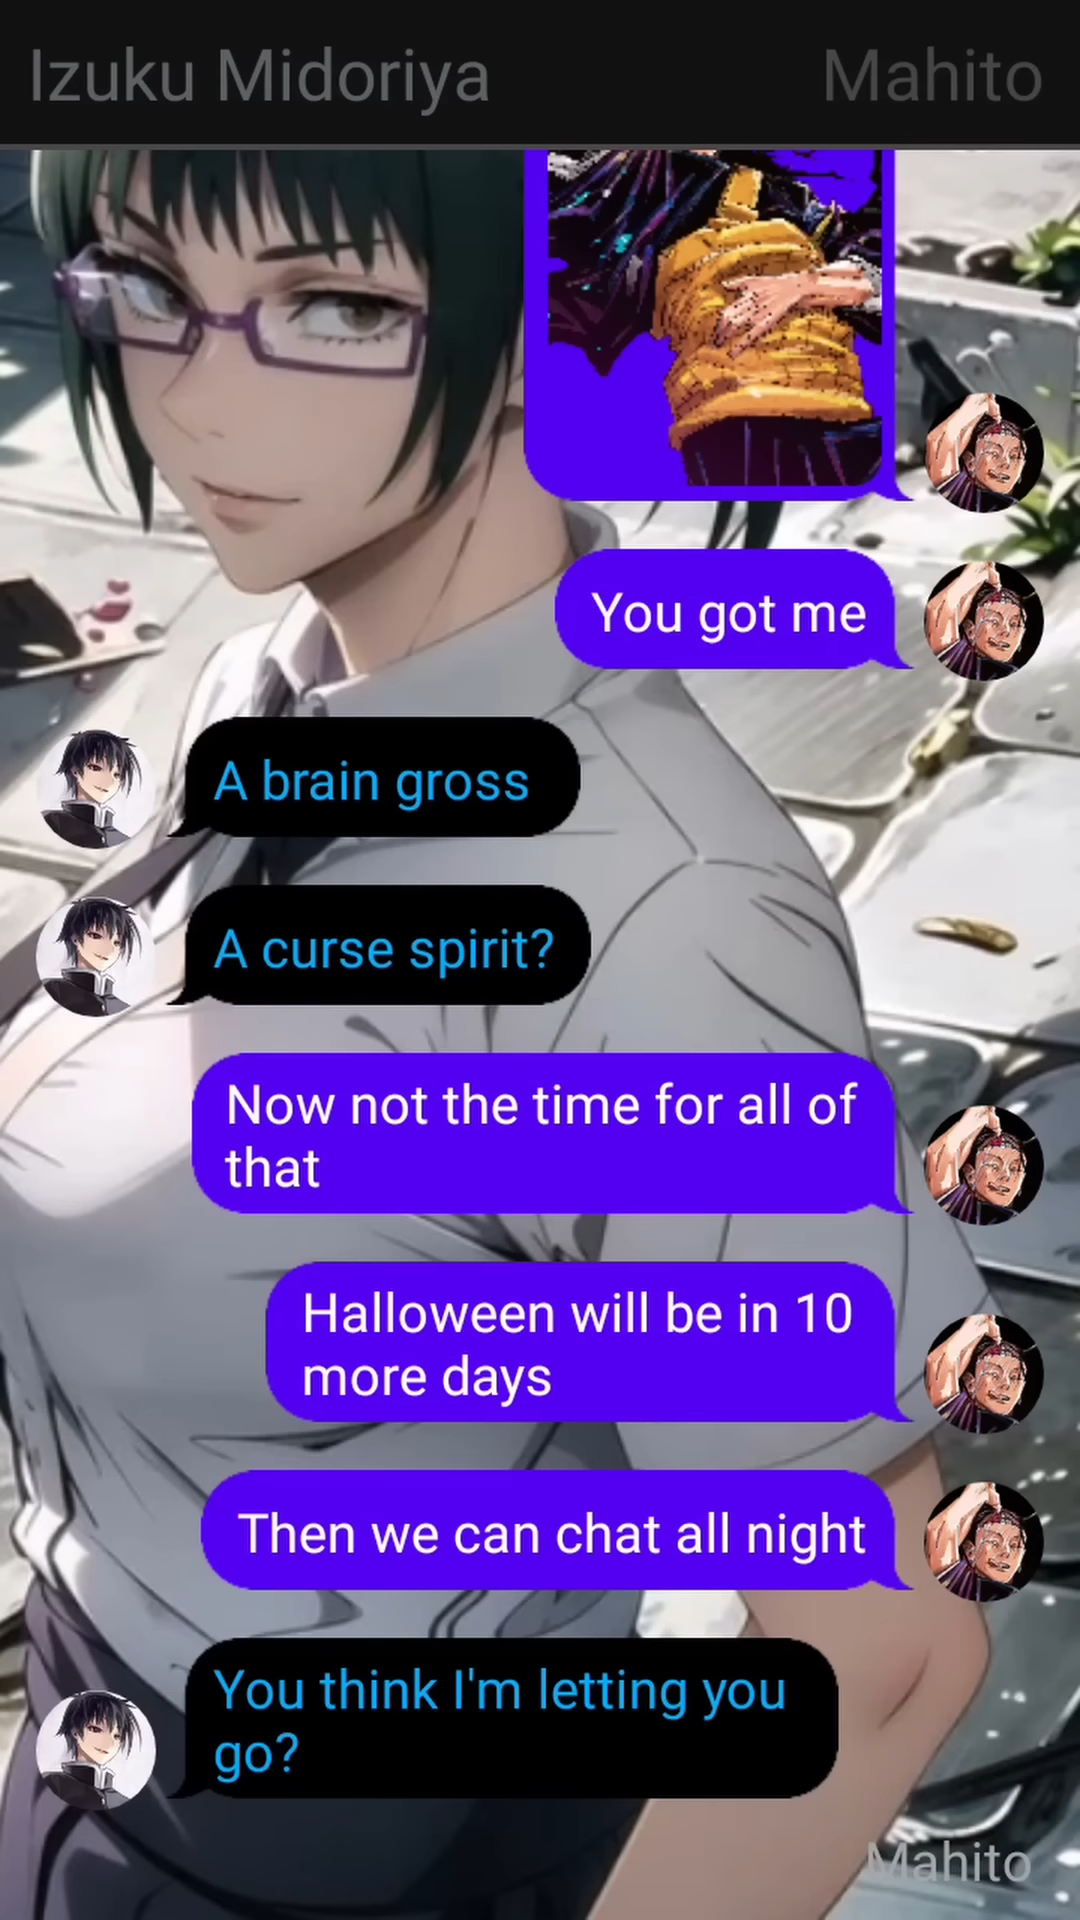 Izuku Midoriya
Mahito
You got me
A brain gross
A curse spirit?
Now not the time for all of
that
Halloween will be in 10
more days
Then we can chat all night
You think I'm letting you
go?
Mahito